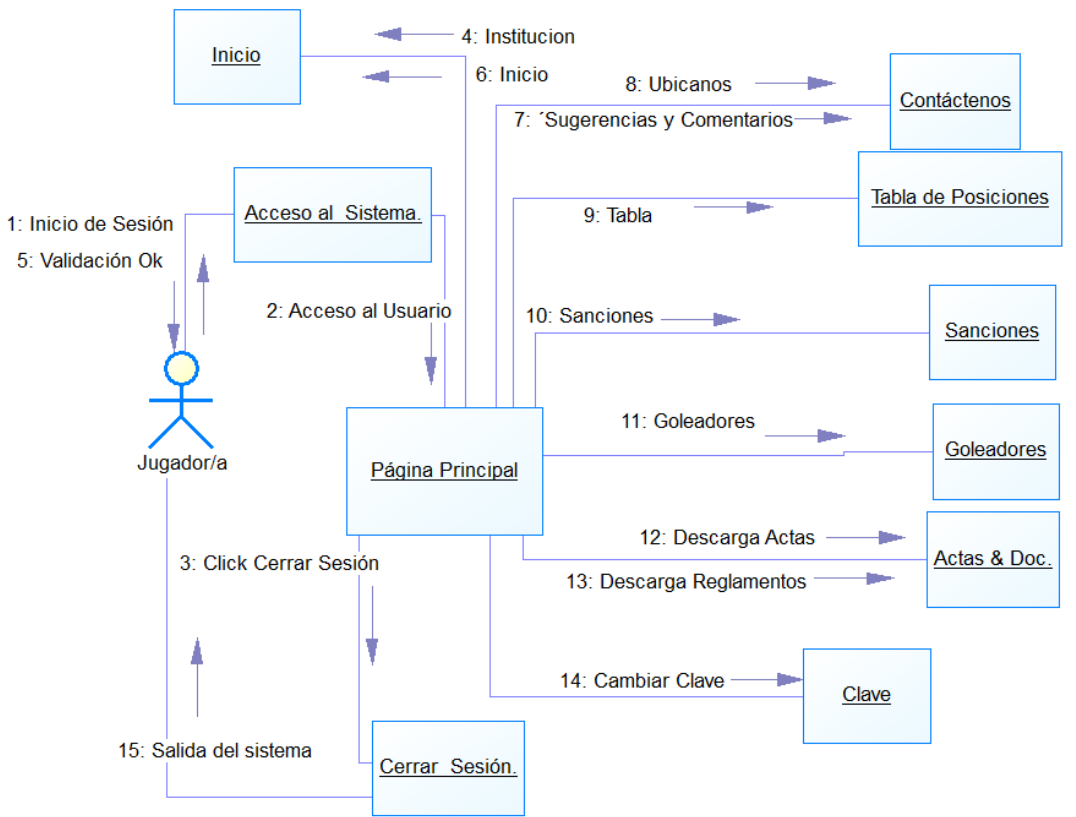 4: Institucion
Inicio
6: Inicio
8: Ubicanos
Contáctenos
7: ´Sugerencias y Comentarios
Tabla de Posiciones
Acceso al  Sistema.
9: Tabla
1: Inicio de Sesión
5: Validación Ok
2: Acceso al Usuario
10: Sanciones
Sanciones
11: Goleadores
Goleadores
Jugador/a
Página Principal
12: Descarga Actas
Actas & Doc.
3: Click Cerrar Sesión
13: Descarga Reglamentos
14: Cambiar Clave
Clave
15: Salida del sistema
Cerrar  Sesión.